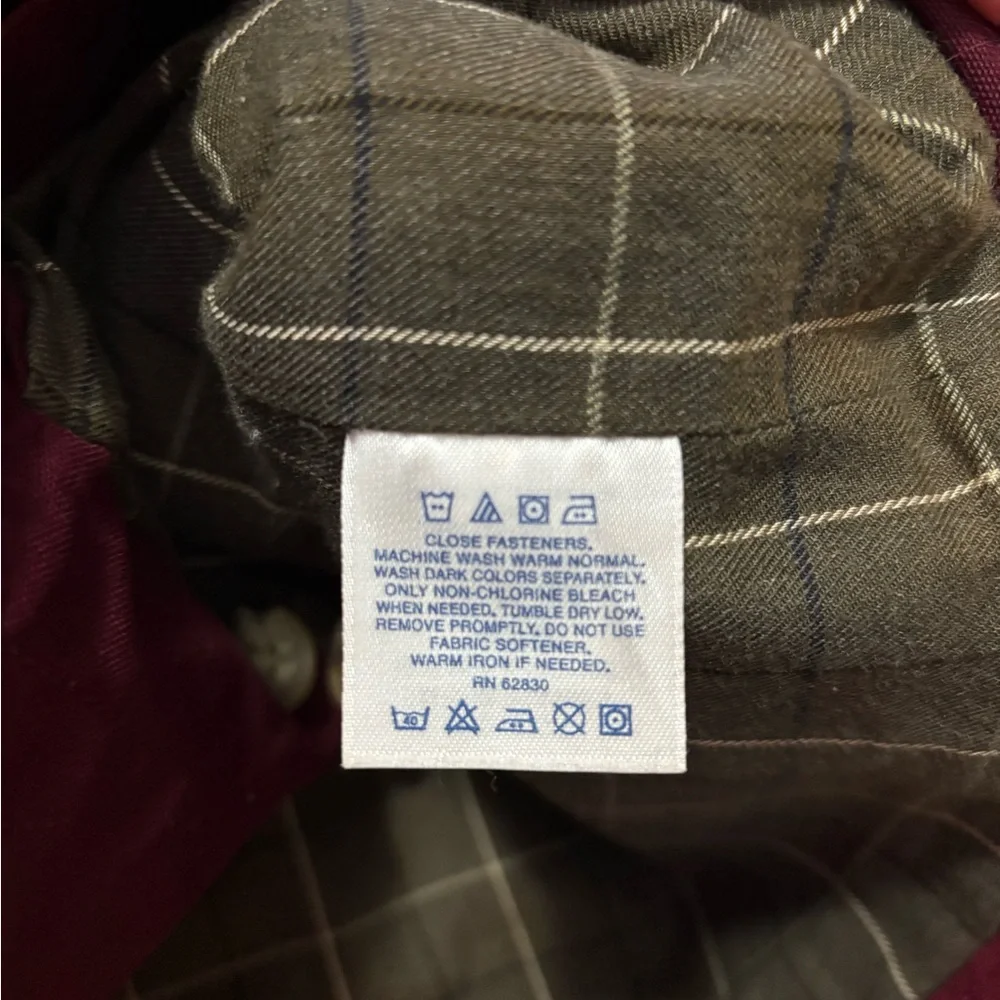 CLOSE FASTENERS.
MACHINE WASH WARM NORMAL.
WASH DARK COLORS SEPARATELY.
ONLY NON-CHLORINE BLEACH
WHEN NEEDED. TUMBLE DRY LOW.
REMOVE PROMPTLY. DO NOT USE
FABRIC SOFTENER.
WARM IRON IF NEEDED.
RN 62830
40